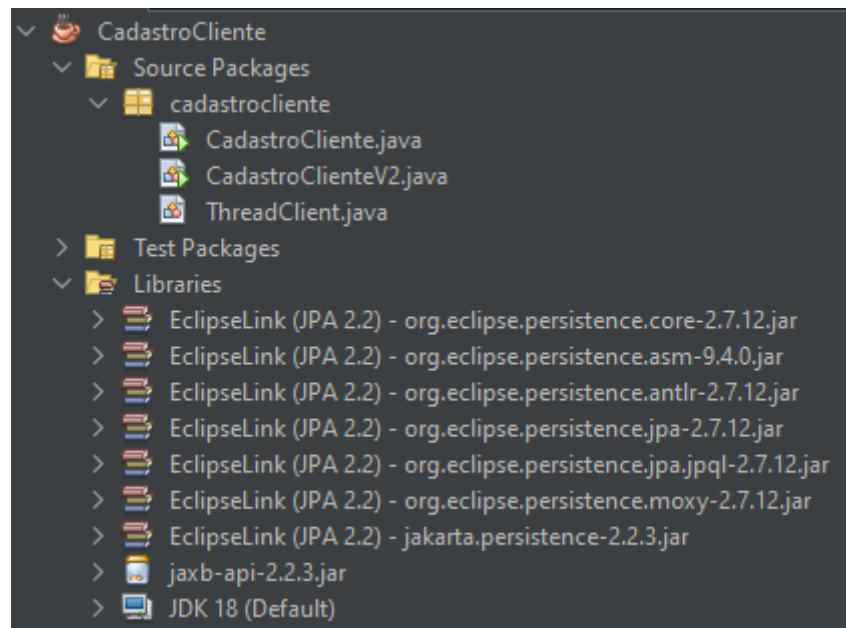 CadastroCliente
Source Packages
cadastrocliente
CadastroCliente.java
CadastroClienteV2.java
ThreadClient.java
Test Packages
Libraries
EclipseLink (JPA 2.2) - org.eclipse.persistence.core-2.7.12.jar
EclipseLink (JPA 2.2) - org.eclipse.persistence.asm-9.4.0.jar
EclipseLink (JPA 2.2) - org.eclipse.persistence.antlr-2.7.12.jar
EclipseLink (JPA 2.2) - org.eclipse.persistence.jpa-2.7.12.jar
EclipseLink (JPA 2.2) - org.eclipse.persistence.jpa.jpql-2.7.12.jar
EclipseLink (JPA 2.2) - org.eclipse.persistence.moxy-2.7.12.jar
EclipseLink (JPA 2.2) - jakarta.persistence-2.2.3.jar
jaxb-api-2.2.3.jar
JDK 18 (Default)